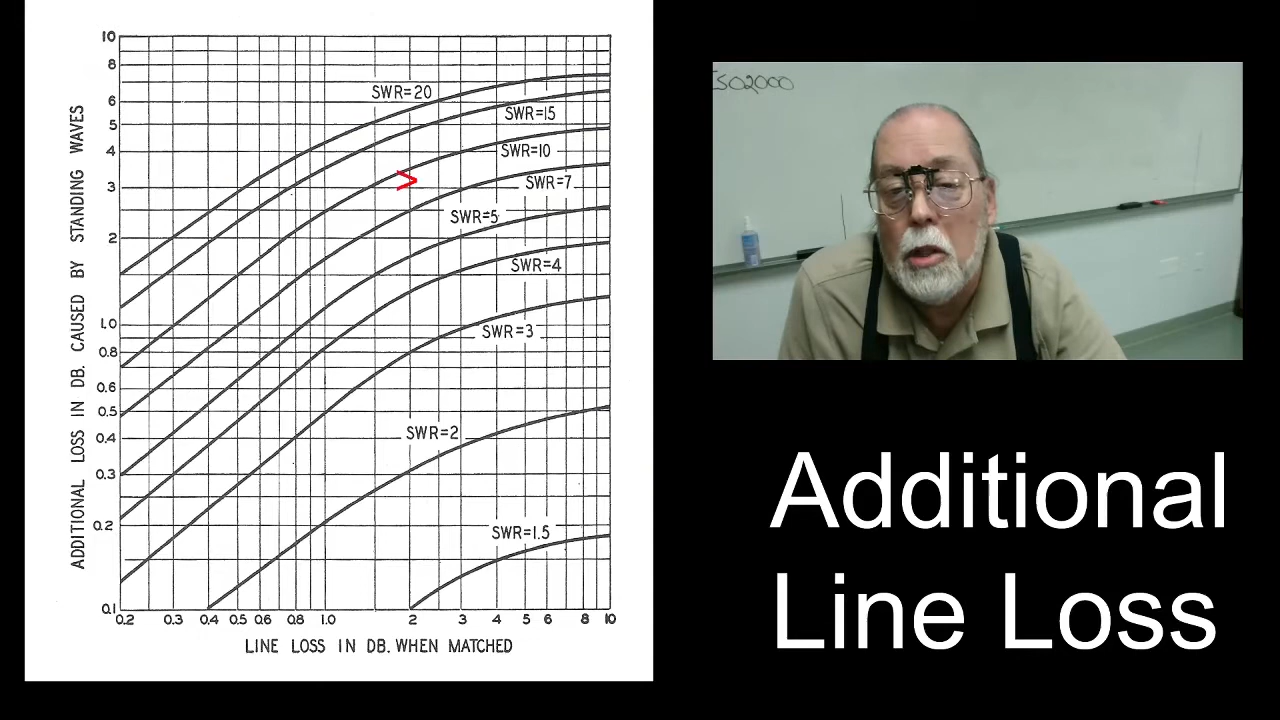 10
8
6
5
4
3
2
1.0
0.8
0.6
0.5
0.4
0.3
0.2
0.1
ADDITIONAL LOSS IN DB. CAUSED BY STANDING WAVES
SWR=20
SWR=15
SWR=10
>
SWR=7
SWR=5
SWR=4
SWR=3
SWR=2
SWR=1.5
0.2 0.3 0.4 0.5 0.6 0.8 1.0 2 3 4 5 6 8 10
LINE LOSS IN DB. WHEN MATCHED
ISO2000
Additional
Line Loss